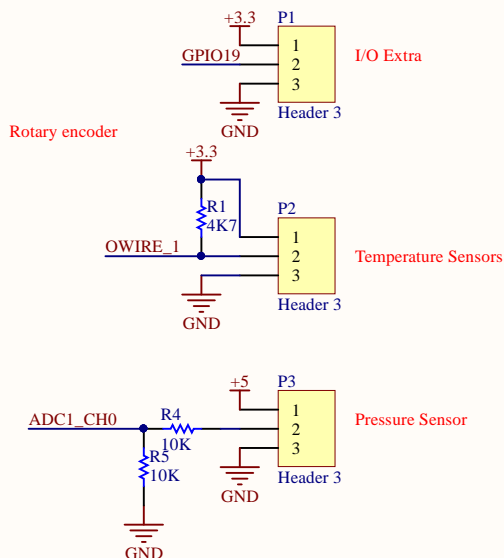 P1
+3.3
1
GPIO19
2
I/O Extra
3
Header 3
GND
Rotary encoder
+3.3
P2
R1
4K7
1
OWIRE_1
2
Temperature Sensors
3
Header 3
GND
P3
+5
R4
1
ADC1_CH0
2
Pressure Sensor
10K
3
R5
10K
Header 3
GND
GND